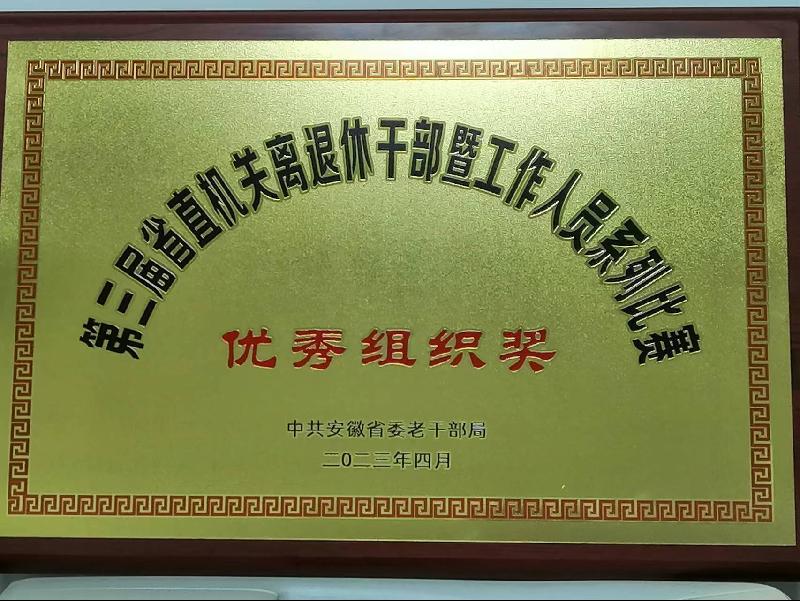 第三届省直机关离退休干部暨工作人员系列比赛
优秀组织奖
中共安徽省委老干部局
二〇二三年四月